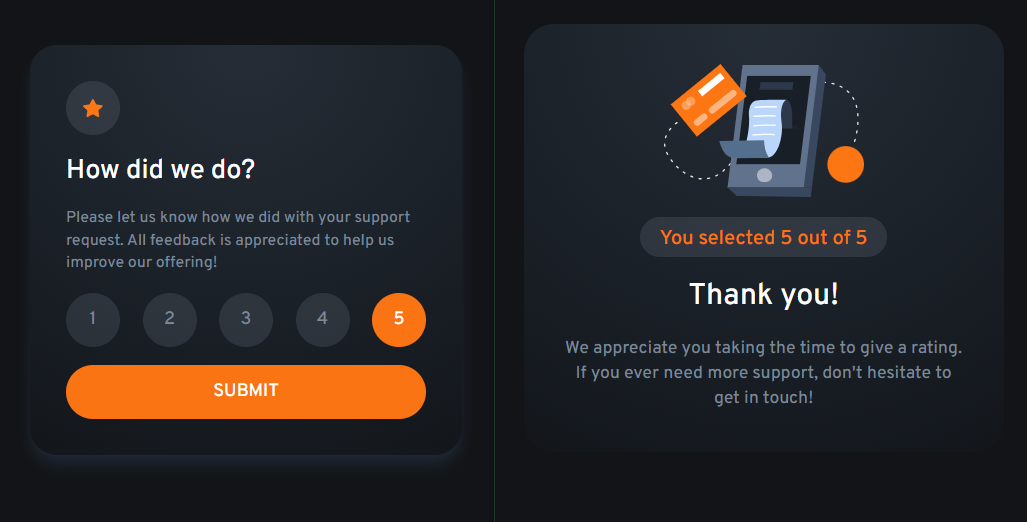 How did we do?
Please let us know how we did with your support
request. All feedback is appreciated to help us
improve our offering!
1 2 3 4 5
SUBMIT
You selected 5 out of 5
Thank you!
We appreciate you taking the time to give a rating.
If you ever need more support, don't hesitate to
get in touch!